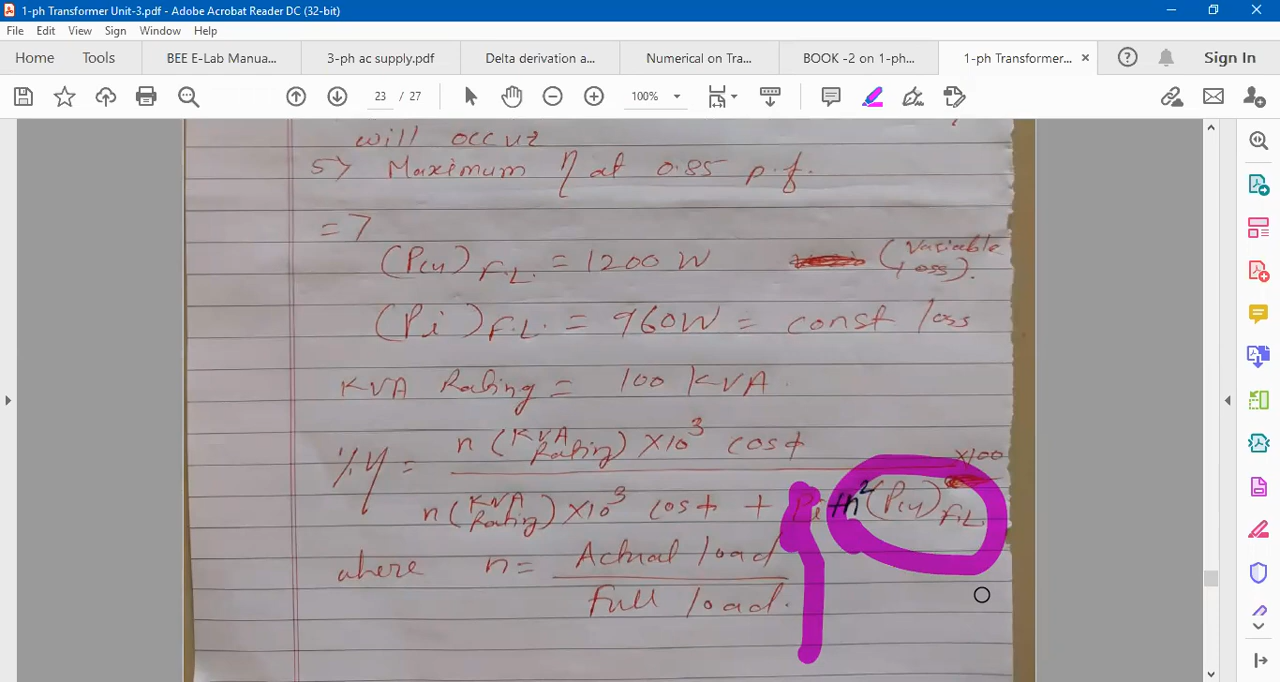 1-ph Transformer Unit-3.pdf - Adobe Acrobat Reader DC (32-bit)
File Edit View Sign Window Help
Home Tools BEE E-Lab Manua... 3-ph ac supply.pdf Delta derivation a... Numerical on Tra... BOOK -2 on 1-ph... 1-ph Transformer... × Sign In
23 / 27 100%
will occur
5> Maximum η at 0.85 p.f.
=>
(Pcu) F.L. = 1200 W (Variable Loss).
(Pi) F.L. = 960W = const loss
KVA Rating = 100 KVA.
%η = n (KVA Rating) ×10³ cosϕ ×100
n (KVA Rating) ×10³ cosϕ + Pi + n² (Pcu) F.L.
where n = Actual load
Full load.